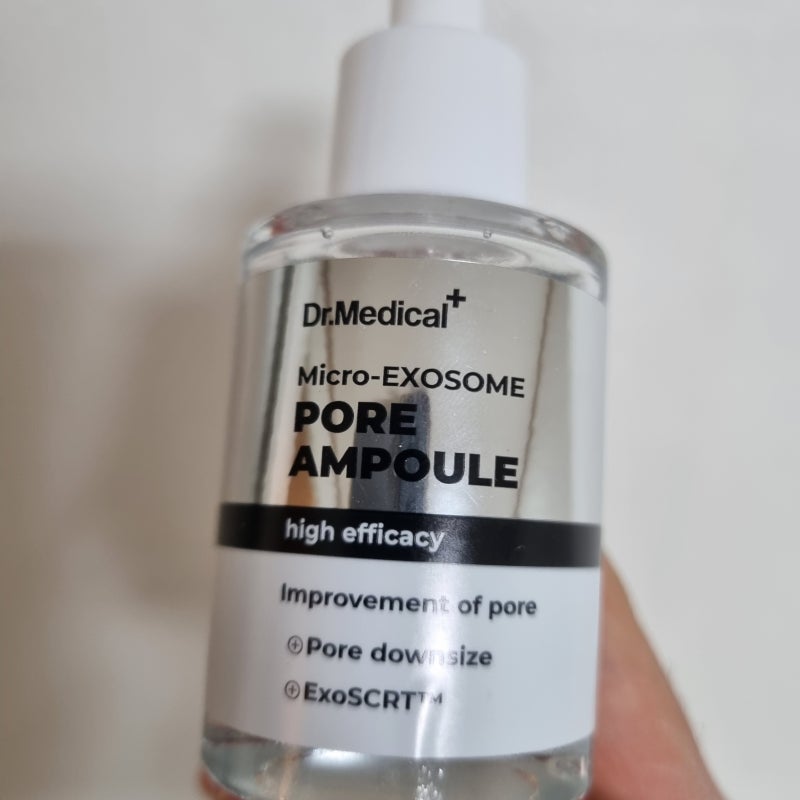 Dr.Medical+
Micro-EXOSOME
PORE
AMPOULE
high efficacy
Improvement of pore
⊕Pore downsize
⊕ExoSCRT™